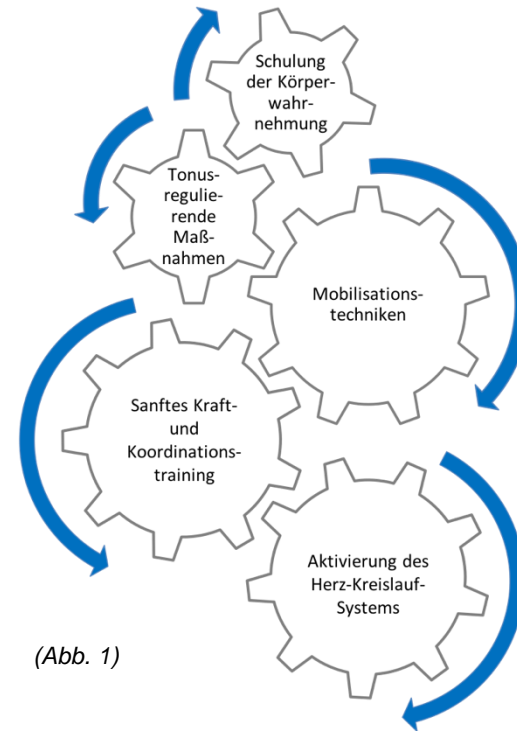 Schulung
der Körper-
wahr-
nehmung
Tonus-
regulie-
rende
Maß-
nahmen
Mobilisations-
techniken
Sanftes Kraft-
und
Koordinations-
training
Aktivierung des
Herz-Kreislauf-
Systems
(Abb. 1)